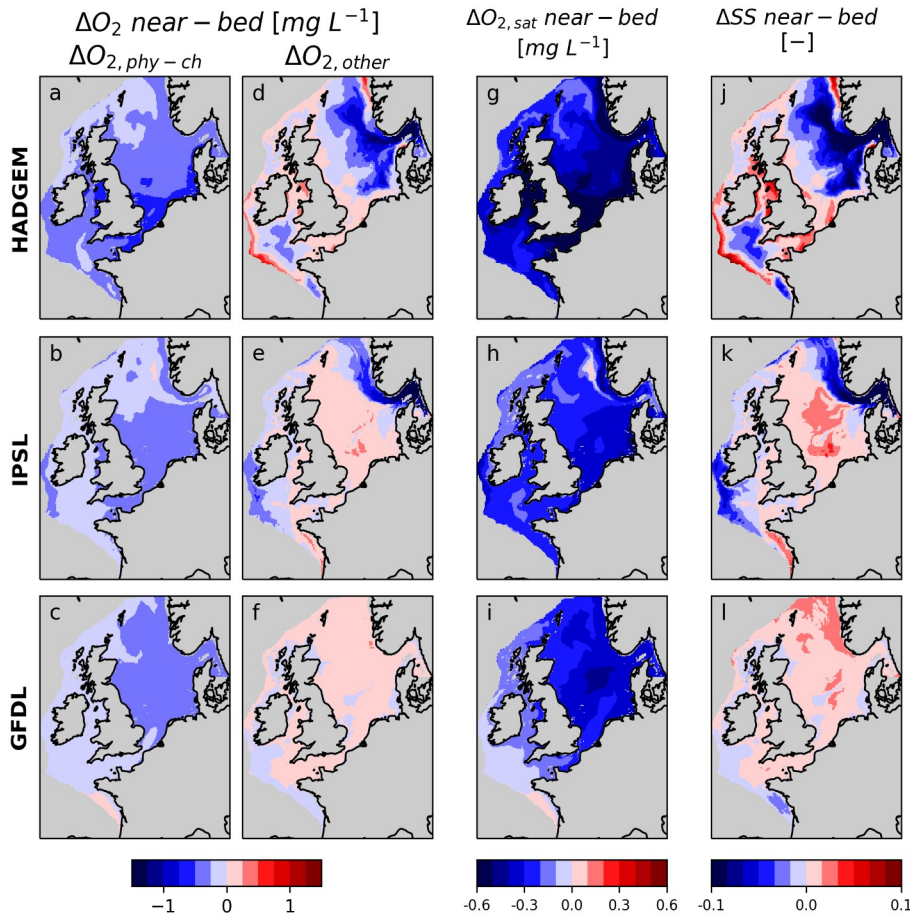 ΔO₂ near − bed [mg L⁻¹]
ΔO₂,phy − ch
ΔO₂,other
ΔO₂,sat near − bed
[mg L⁻¹]
ΔSS near − bed
[−]
HADGEM
a
d
g
j
IPSL
b
e
h
k
GFDL
c
f
i
l
−1 0 1
-0.6 -0.3 0.0 0.3 0.6
-0.1 0.0 0.1